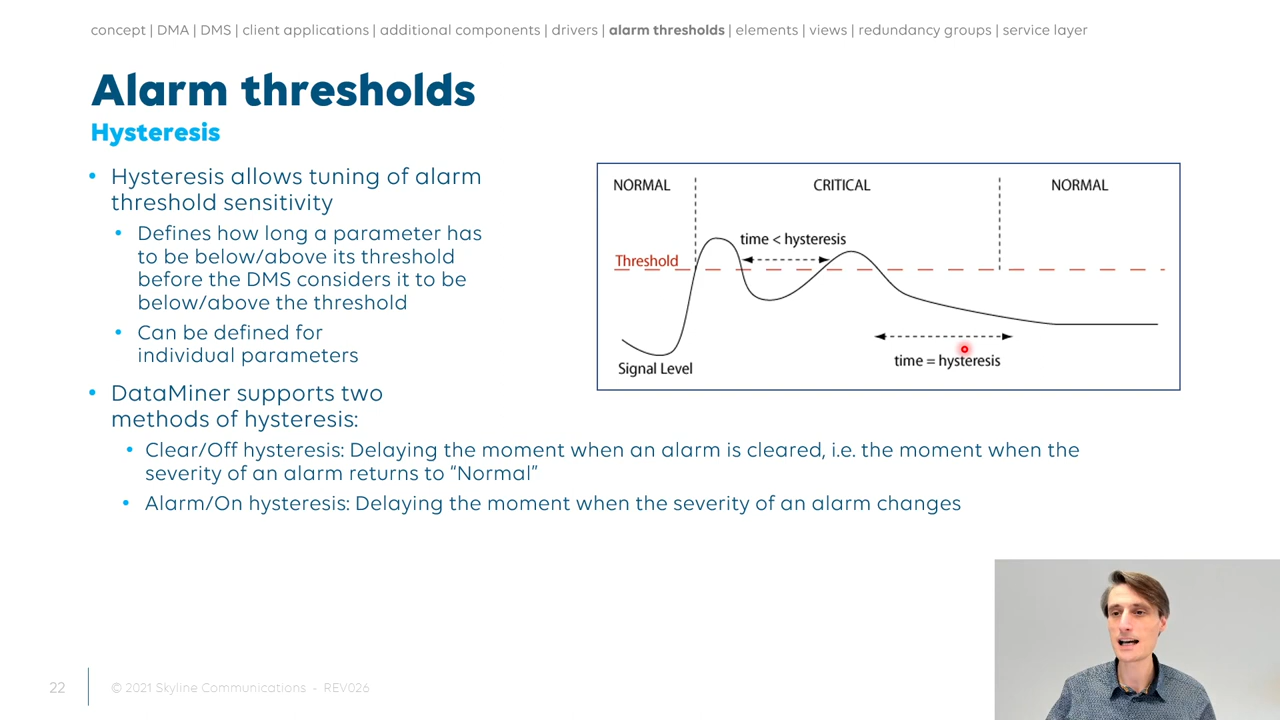 concept | DMA | DMS | client applications | additional components | drivers | alarm thresholds | elements | views | redundancy groups | service layer
Alarm thresholds
Hysteresis
• Hysteresis allows tuning of alarm
threshold sensitivity
• Defines how long a parameter has
to be below/above its threshold
before the DMS considers it to be
below/above the threshold
• Can be defined for
individual parameters
• DataMiner supports two
methods of hysteresis:
• Clear/Off hysteresis: Delaying the moment when an alarm is cleared, i.e. the moment when the
severity of an alarm returns to “Normal”
• Alarm/On hysteresis: Delaying the moment when the severity of an alarm changes
NORMAL CRITICAL NORMAL
time < hysteresis
Threshold
time = hysteresis
Signal Level
22 © 2021 Skyline Communications • REV026